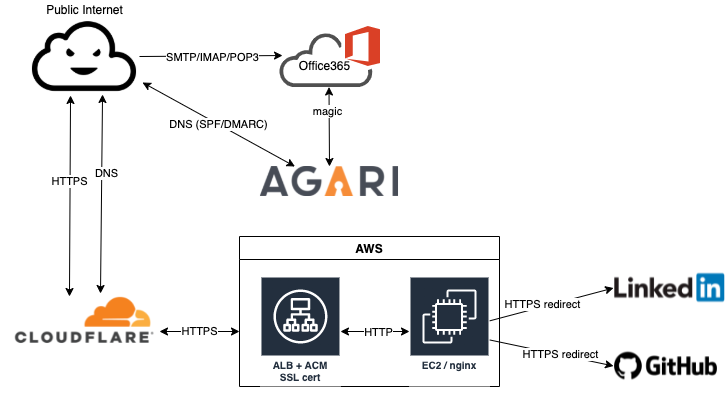 Public Internet
SMTP/IMAP/POP3
Office365
magic
DNS (SPF/DMARC)
AGARI
HTTPS
DNS
AWS
CLOUDFLARE
HTTPS
HTTP
ALB + ACM
SSL cert
EC2 / nginx
HTTPS redirect
LinkedIn
HTTPS redirect
GitHub